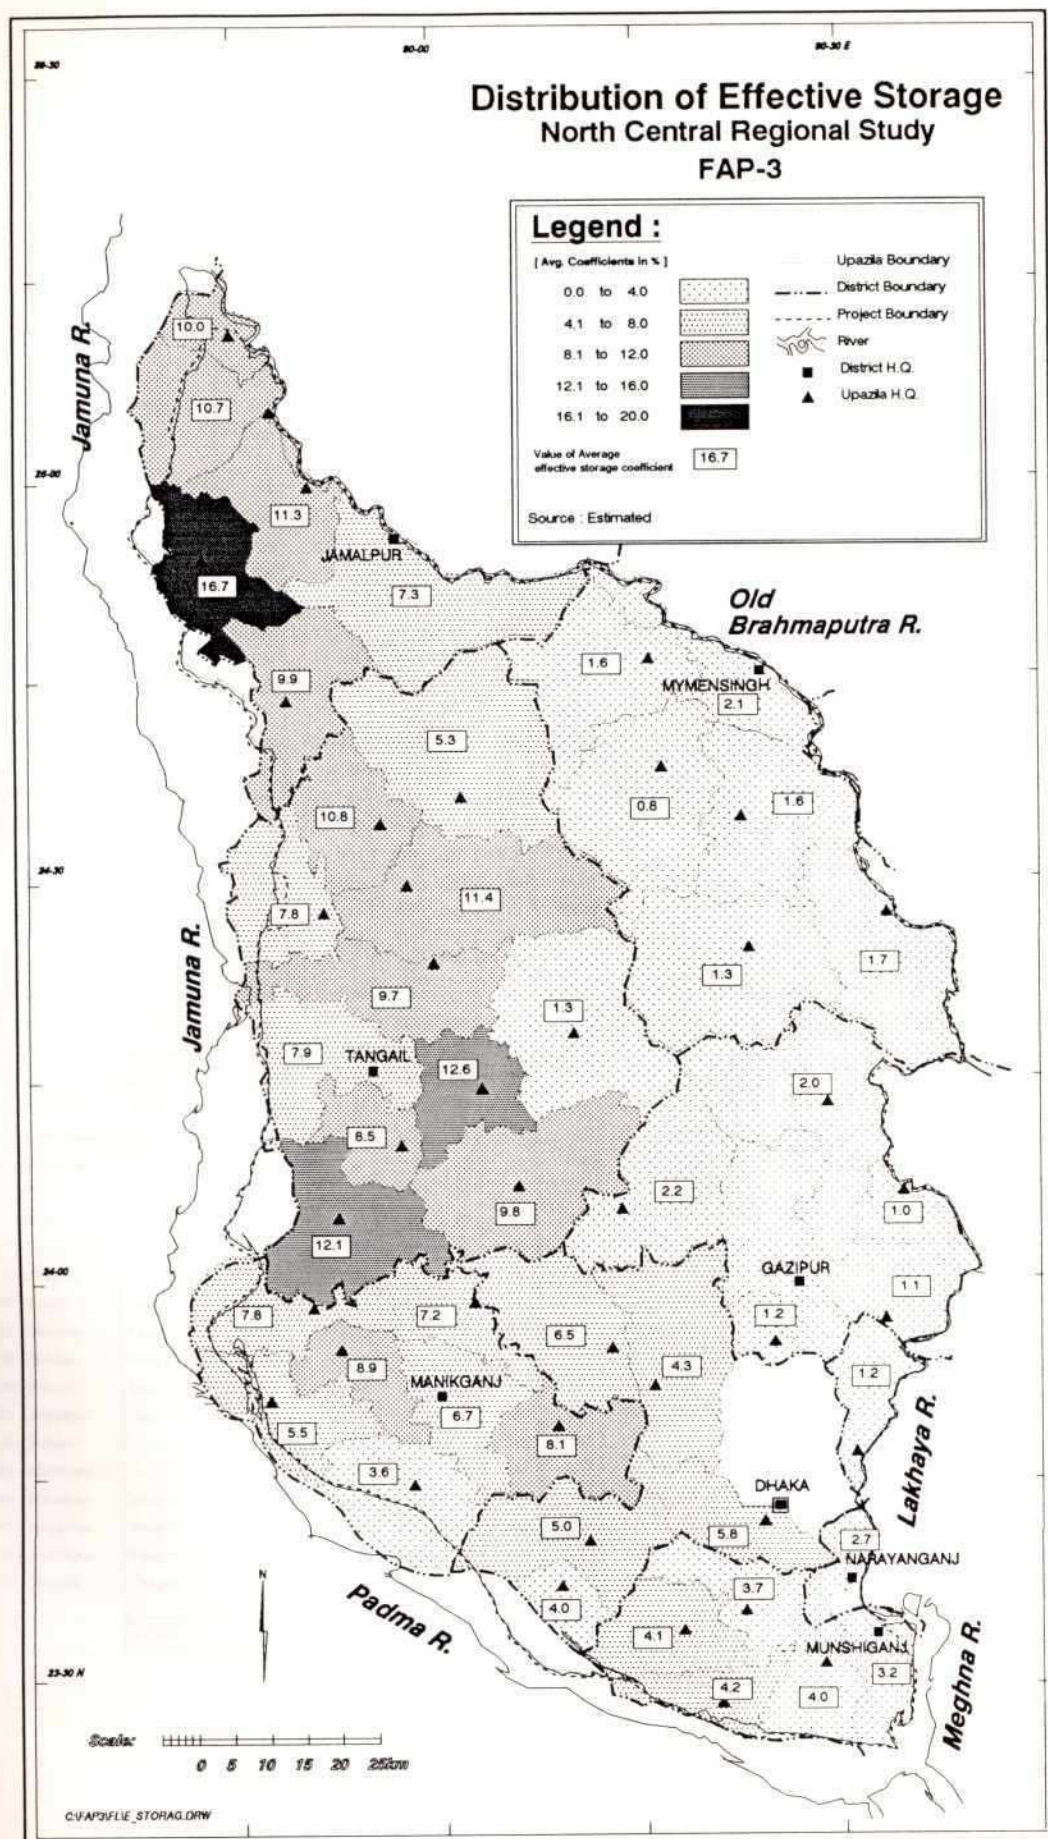 90-00
90-30 E
Distribution of Effective Storage
North Central Regional Study
FAP-3
Legend :
[ Avg. Coefficients in % ]
0.0 to 4.0
4.1 to 8.0
8.1 to 12.0
12.1 to 16.0
16.1 to 20.0
Value of Average
effective storage coefficient
16.7
Source : Estimated
Upazila Boundary
District Boundary
Project Boundary
River
District H.Q.
Upazila H.Q.
Jamuna R.
10.0
10.7
25-00
11.3
JAMALPUR
16.7
7.3
Old
Brahmaputra R.
1.6
MYMENSINGH
2.1
9.9
5.3
10.8
0.8
1.6
24-30
7.8
11.4
Jamuna R.
9.7
1.3
1.3
1.7
7.9
TANGAIL
12.6
2.0
8.5
9.8
2.2
1.0
12.1
24-00
GAZIPUR
1.1
7.8
7.2
6.5
1.2
8.9
4.3
1.2
MANIKGANJ
6.7
5.5
8.1
Lakhaya R.
3.6
DHAKA
5.0
5.8
2.7
NARAYANGANJ
Padma R.
4.0
3.7
4.1
MUNSHIGANJ
3.2
4.2
4.0
Meghna R.
N
23-30 N
Scale:
0 5 10 15 20 25km
C:\FAP3\FL\E_STORAG.DRW